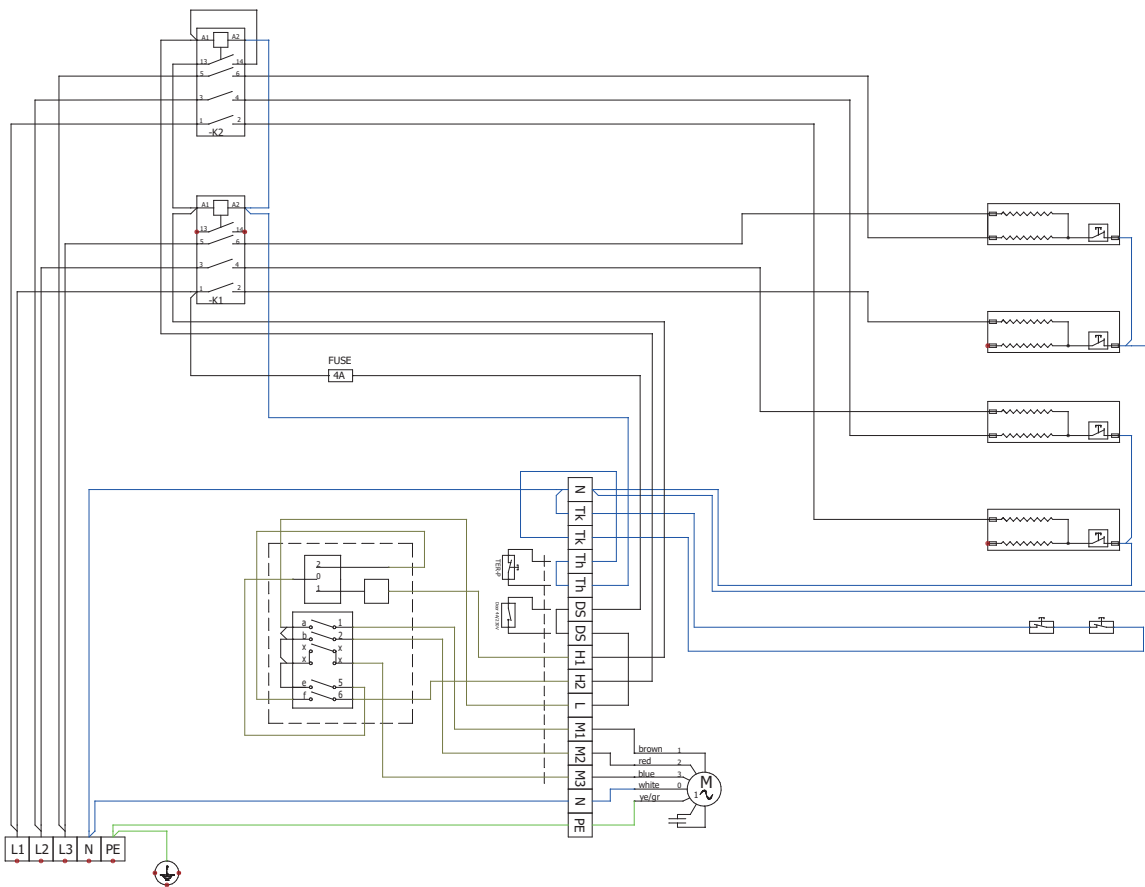 A1 A2
13 14
5 6
3 4
1 2
-K2
A1 A2
13 14
5 6
3 4
1 2
-K1
FUSE
4A
N
Tk
Tk
Th
Th
DS
DS
H1
H2
L
M1
M2
M3
N
PE
TER-P
2
0
1
a 1
b 2
x x
x x
e 5
f 6
brown 1
red 2
blue 3
white 0
ye/gr
M
1
L1 L2 L3 N PE